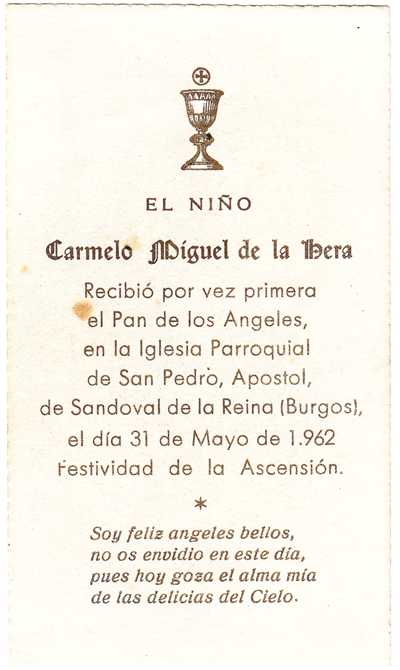 EL NIÑO
Carmelo Miguel de la Hera
Recibió por vez primera
el Pan de los Angeles,
en la Iglesia Parroquial
de San Pedro, Apostol,
de Sandoval de la Reina (Burgos),
el día 31 de Mayo de 1.962
Festividad de la Ascensión.
*
Soy feliz angeles bellos,
no os envidio en este día,
pues hoy goza el alma mía
de las delicias del Cielo.